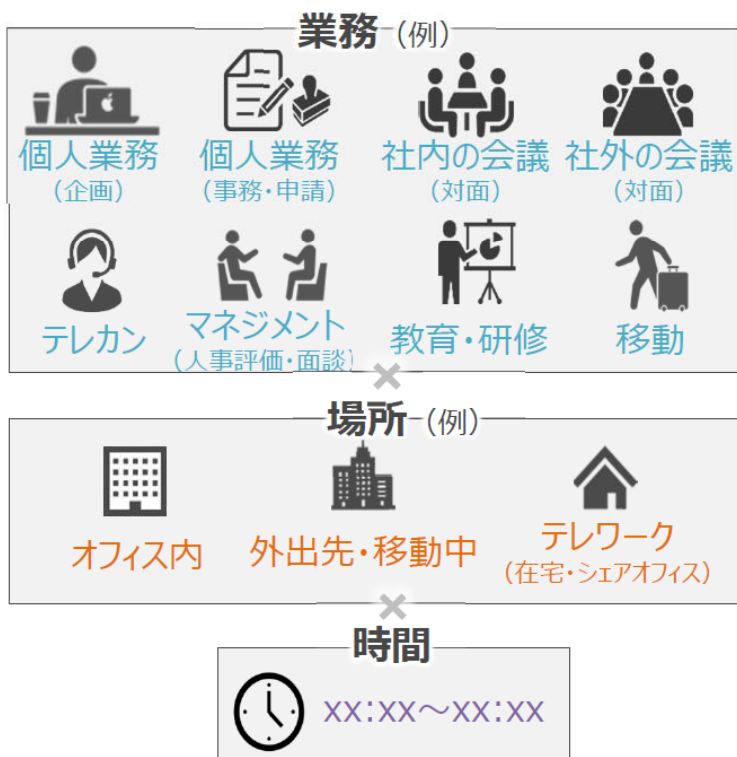 業務（例）
個人業務 個人業務 社内の会議 社外の会議
（企画） （事務・申請） （対面） （対面）
テレカン マネジメント 教育・研修 移動
（人事評価・面談）
×
場所（例）
オフィス内 外出先・移動中 テレワーク
（在宅・シェアオフィス）
×
時間
xx:xx～xx:xx